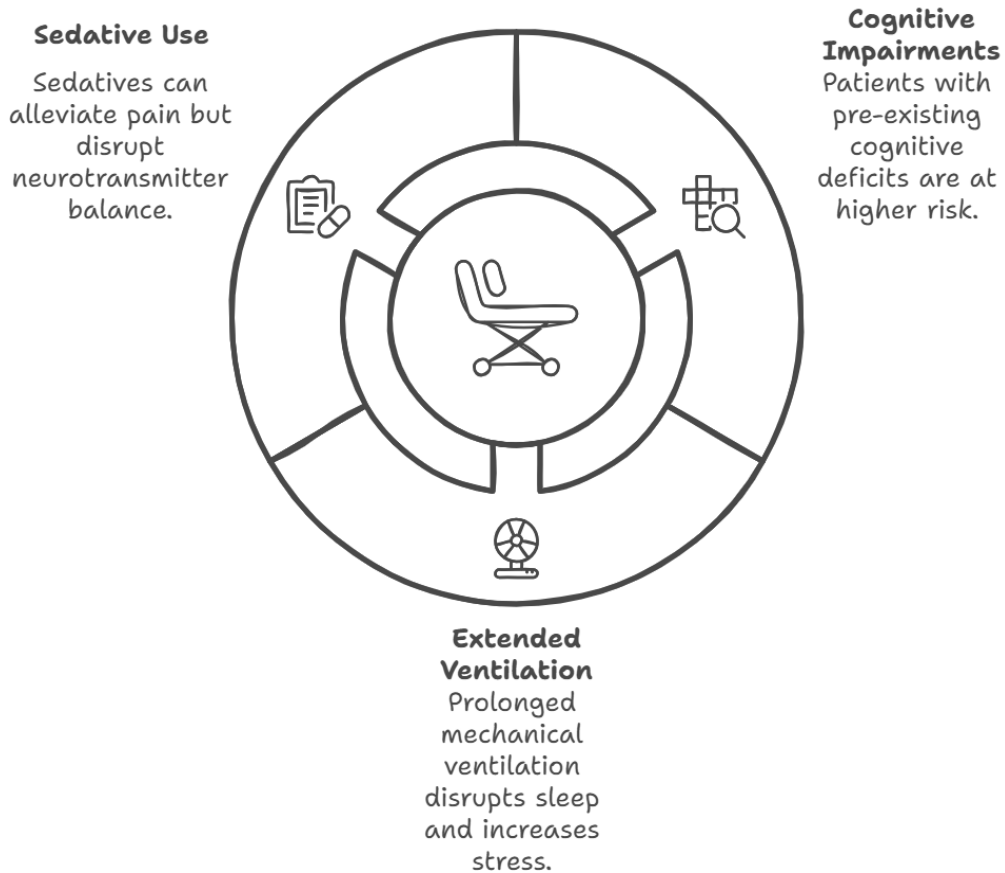 Sedative Use
Sedatives can
alleviate pain but
disrupt
neurotransmitter
balance.
Cognitive
Impairments
Patients with
pre-existing
cognitive
deficits are at
higher risk.
Extended
Ventilation
Prolonged
mechanical
ventilation
disrupts sleep
and increases
stress.